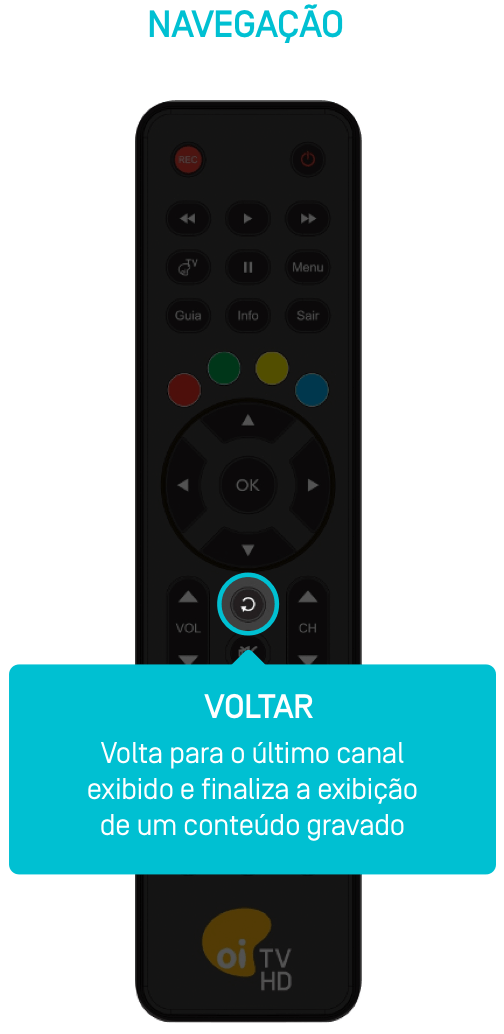 NAVEGAÇÃO
REC
TV
Menu
Guia Info Sair
OK
VOL CH
VOLTAR
Volta para o último canal
exibido e finaliza a exibição
de um conteúdo gravado
oi TV
HD